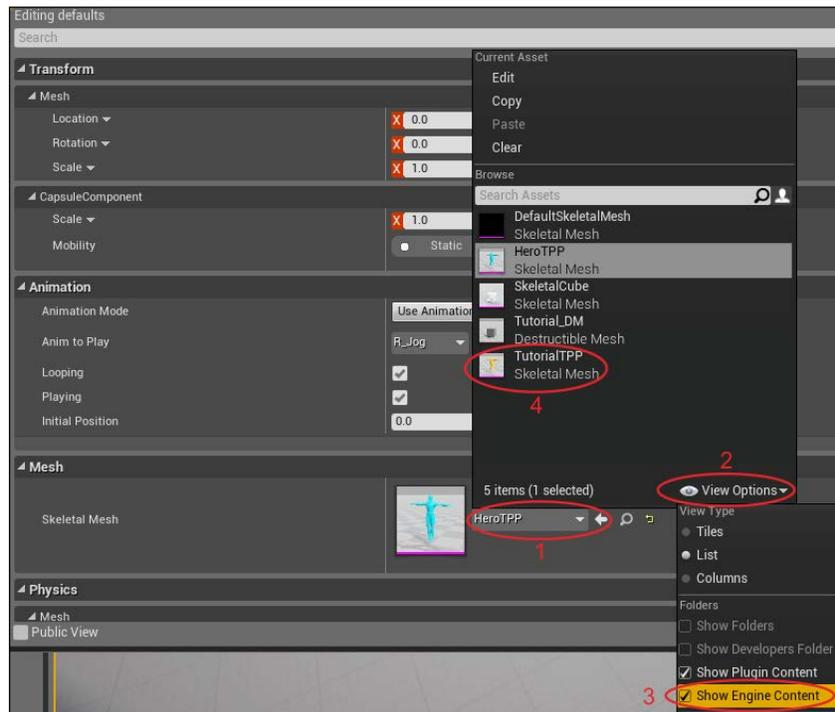 Editing defaults
Search
Transform
Mesh
Location
X 0.0
Rotation
X 0.0
Scale
X 1.0
CapsuleComponent
Scale
X 1.0
Mobility
Static
Animation
Animation Mode
Use Animation
Anim to Play
R_Jog
Looping
Playing
Initial Position
0.0
Mesh
Skeletal Mesh
HeroTPP
1
Physics
Mesh
Public View
Current Asset
Edit
Copy
Paste
Clear
Browse
Search Assets
DefaultSkeletalMesh
Skeletal Mesh
HeroTPP
Skeletal Mesh
SkeletalCube
Skeletal Mesh
Tutorial_DM
Destructible Mesh
TutorialTPP
Skeletal Mesh
4
2
5 items (1 selected)
View Options
View Type
Tiles
List
Columns
Folders
Show Folders
Show Developers Folder
Show Plugin Content
3
Show Engine Content